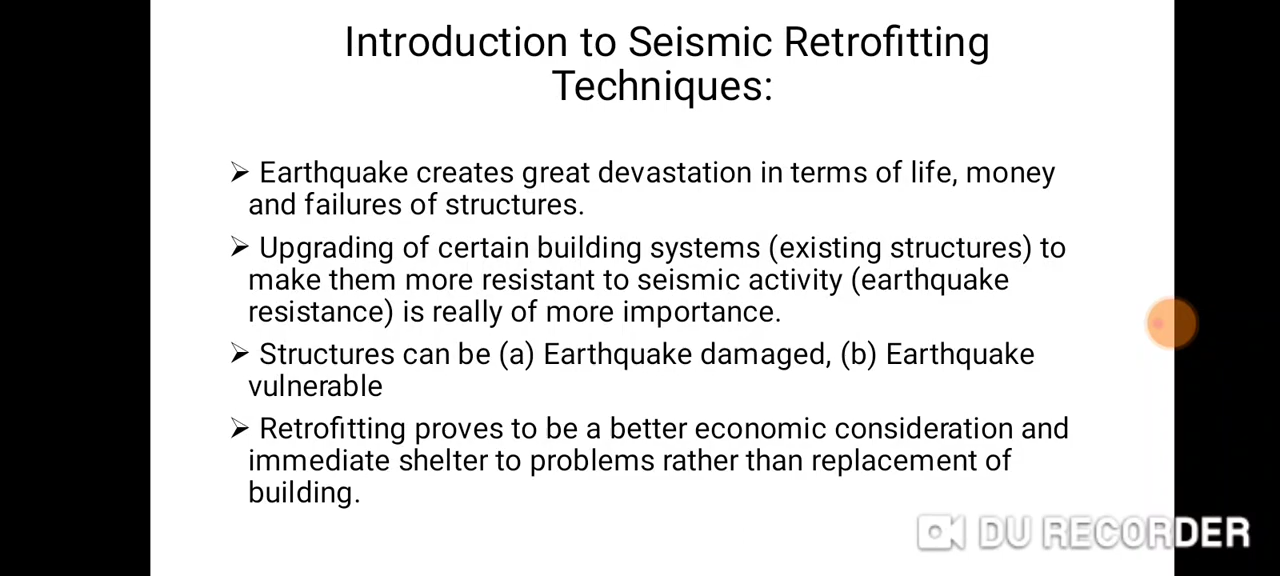 Introduction to Seismic Retrofitting
Techniques:
➢ Earthquake creates great devastation in terms of life, money
and failures of structures.
➢ Upgrading of certain building systems (existing structures) to
make them more resistant to seismic activity (earthquake
resistance) is really of more importance.
➢ Structures can be (a) Earthquake damaged, (b) Earthquake
vulnerable
➢ Retrofitting proves to be a better economic consideration and
immediate shelter to problems rather than replacement of
building.
DU RECORDER